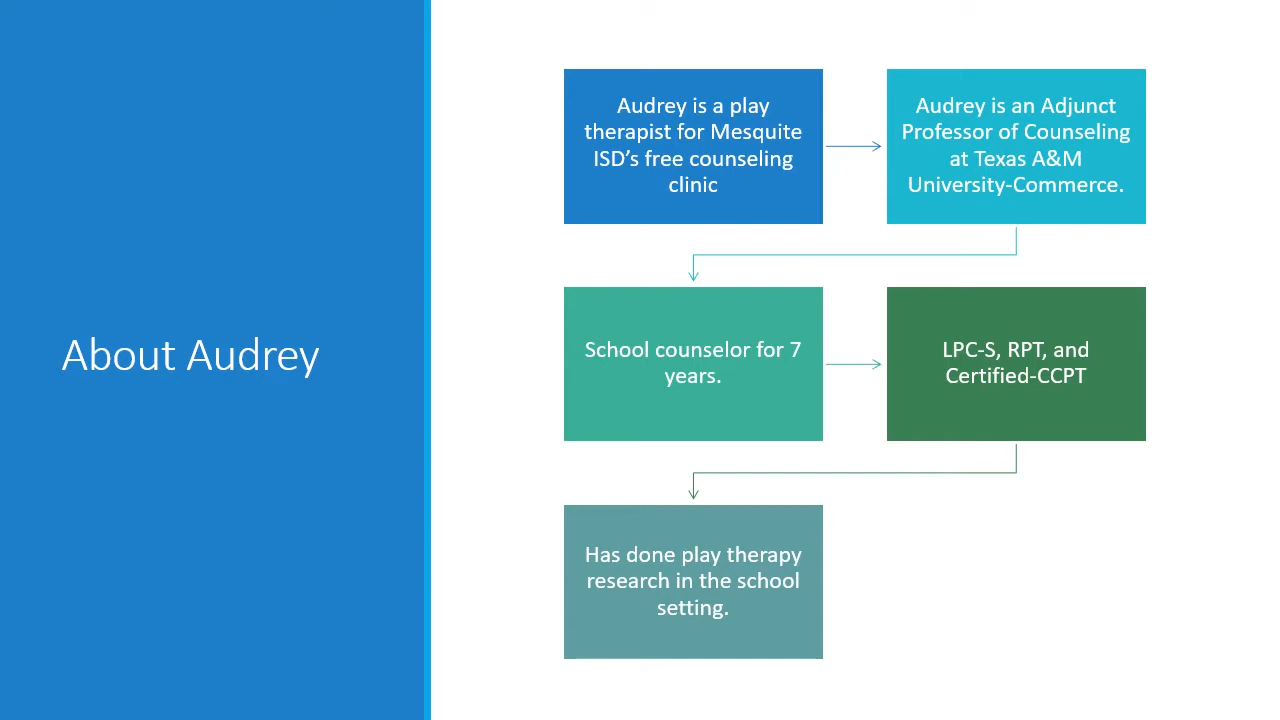 About Audrey
Audrey is a play
therapist for Mesquite
ISD’s free counseling
clinic
Audrey is an Adjunct
Professor of Counseling
at Texas A&M
University-Commerce.
School counselor for 7
years.
LPC-S, RPT, and
Certified-CCPT
Has done play therapy
research in the school
setting.